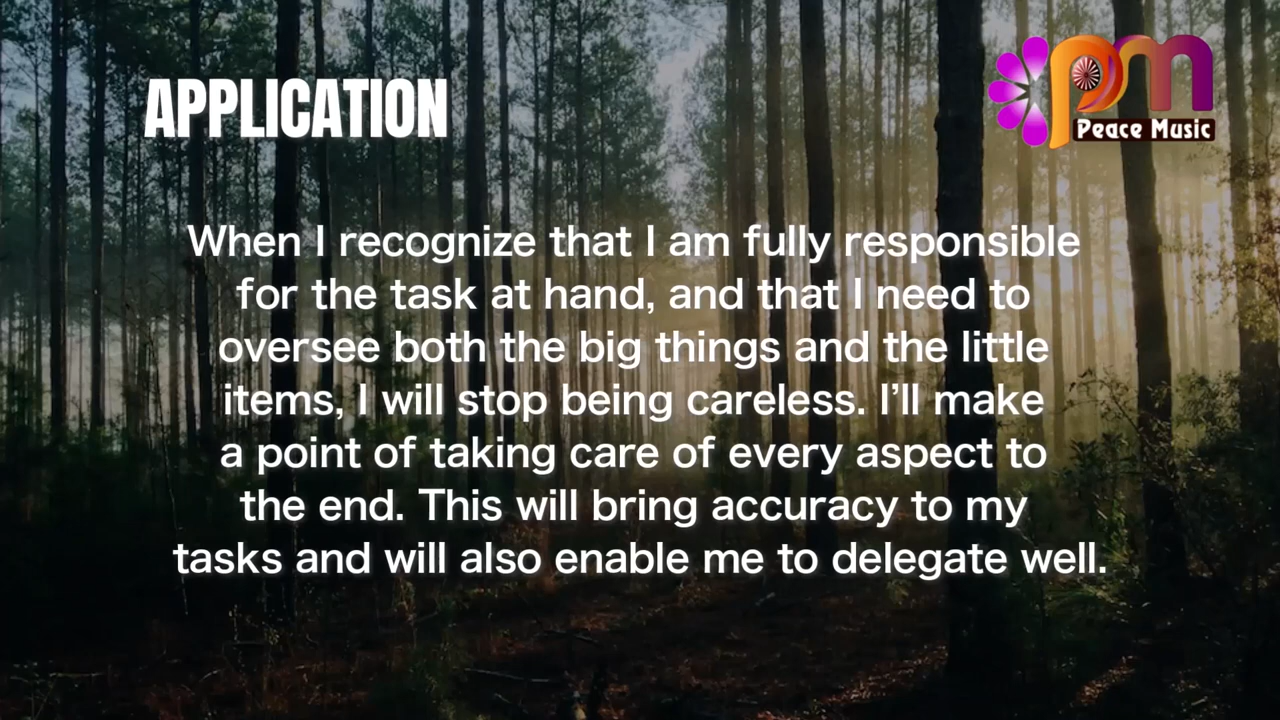 APPLICATION
pm
Peace Music
When I recognize that I am fully responsible
for the task at hand, and that I need to
oversee both the big things and the little
items, I will stop being careless. I’ll make
a point of taking care of every aspect to
the end. This will bring accuracy to my
tasks and will also enable me to delegate well.